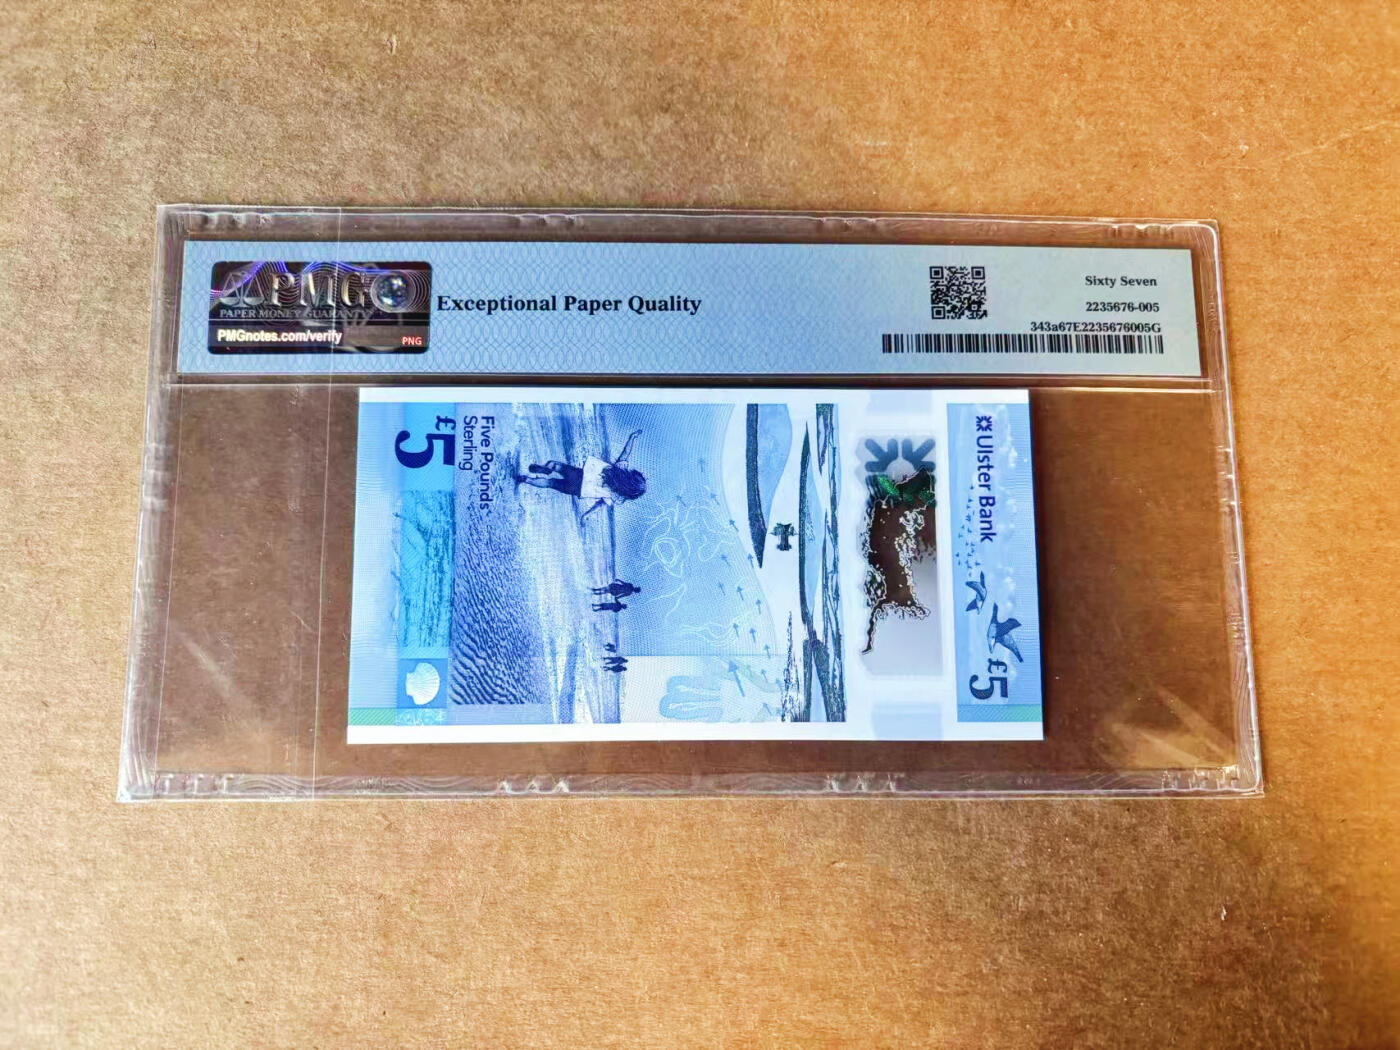 PMG
PAPER MONEY GUARANTY
PMGnotes.com/verify
PNG
Exceptional Paper Quality
Sixty Seven
2235676-005
343a67E2235676005G
£5
Five Pounds
Sterling
Ulster Bank
£5